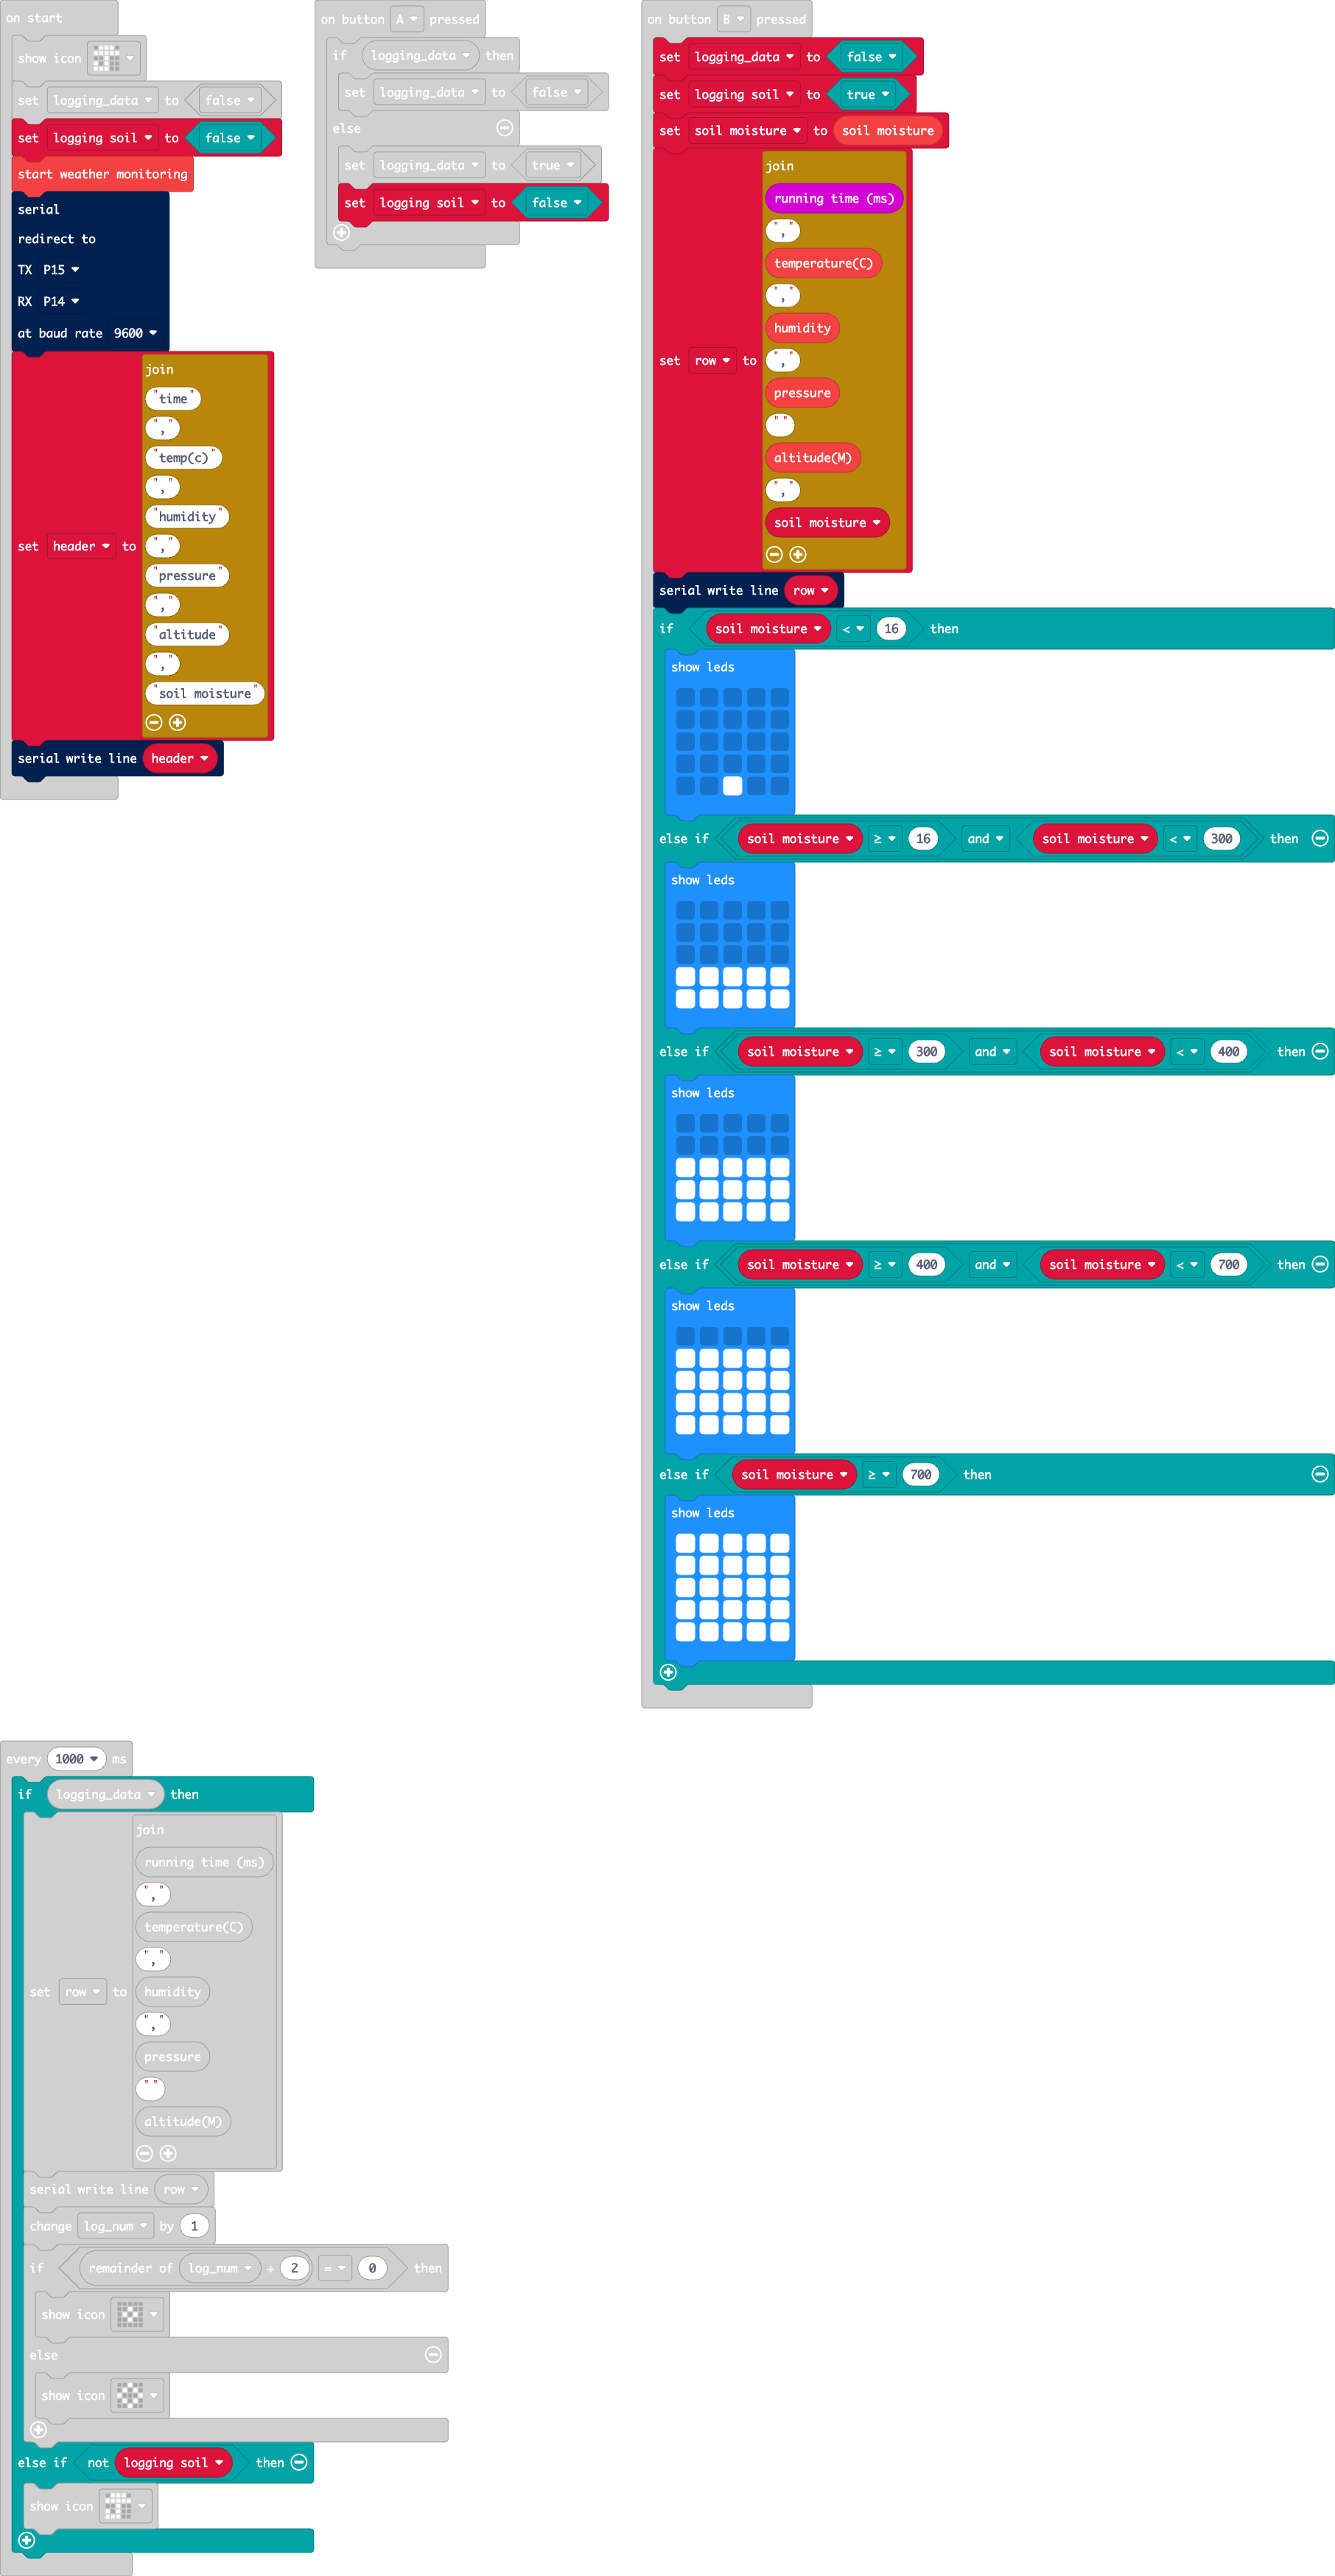 on start
show icon
set logging_data to false
set logging soil to false
start weather monitoring
serial
redirect to
TX P15
RX P14
at baud rate 9600
set header to
join
"time"
","
"temp(c)"
","
"humidity"
","
"pressure"
","
"altitude"
","
"soil moisture"
serial write line header
on button A pressed
if logging_data then
set logging_data to false
else
set logging_data to true
set logging soil to false
on button B pressed
set logging_data to false
set logging soil to true
set soil moisture to soil moisture
set row to
join
running time (ms)
","
temperature(C)
","
humidity
","
pressure
" "
altitude(M)
","
soil moisture
serial write line row
if soil moisture < 16 then
show leds
else if soil moisture ≥ 16 and soil moisture < 300 then
show leds
else if soil moisture ≥ 300 and soil moisture < 400 then
show leds
else if soil moisture ≥ 400 and soil moisture < 700 then
show leds
else if soil moisture ≥ 700 then
show leds
every 1000 ms
if logging_data then
set row to
join
running time (ms)
","
temperature(C)
","
humidity
","
pressure
" "
altitude(M)
serial write line row
change log_num by 1
if remainder of log_num ÷ 2 = 0 then
show icon
else
show icon
else if not logging soil then
show icon